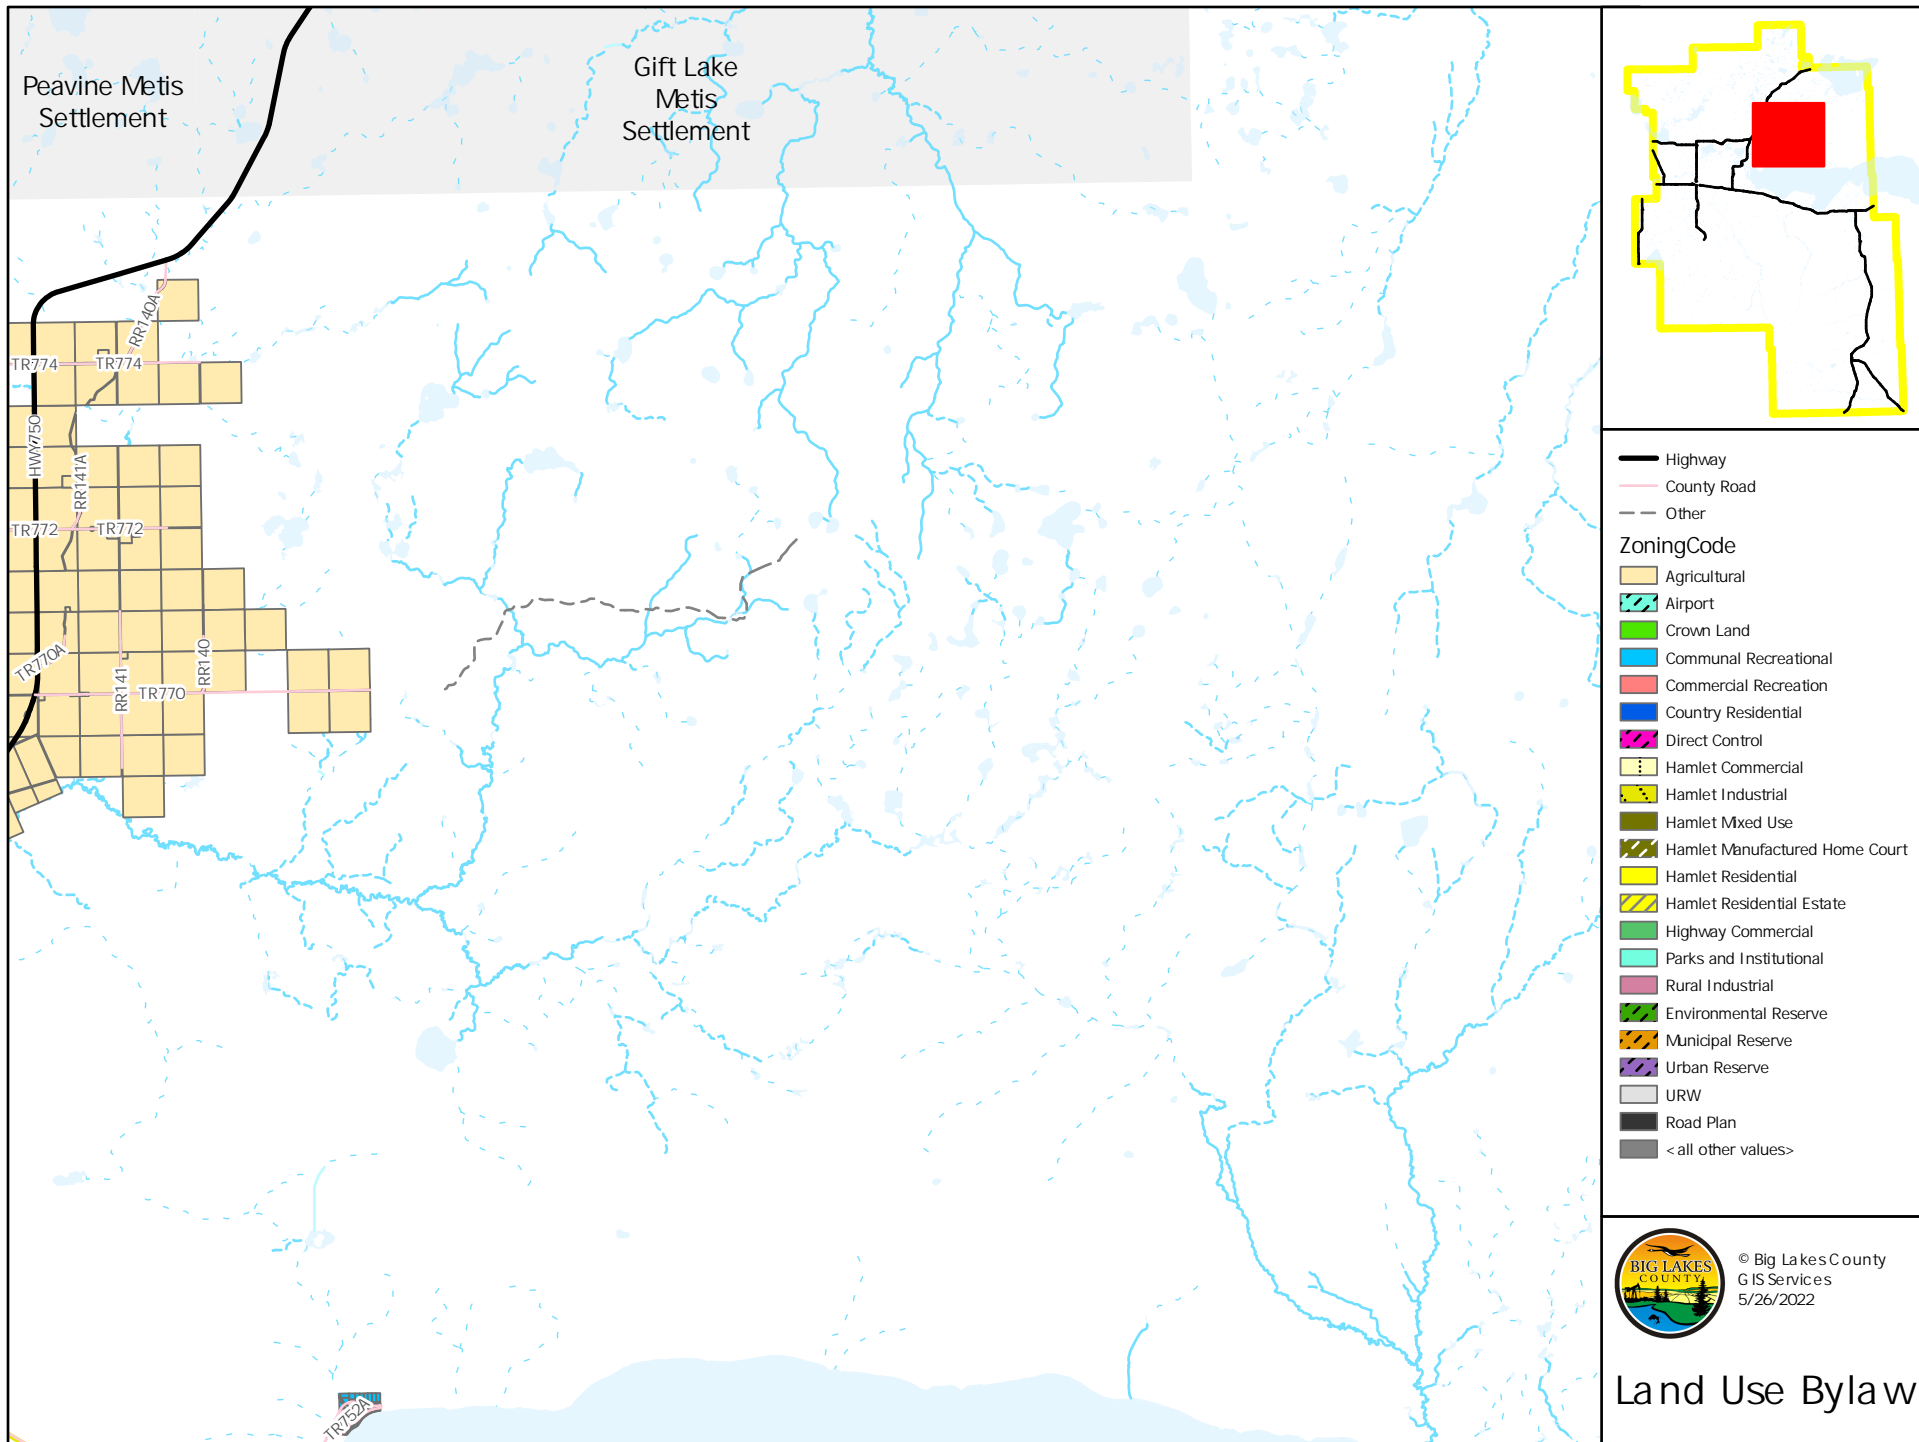 Peavine Metis
Settlement
Gift Lake
Metis
Settlement
RR140A
TR774
TR774
HWY750
RR141A
TR772
TR772
TR770A
RR141
RR140
TR770
TR752A
Highway
County Road
Other
ZoningCode
Agricultural
Airport
Crown Land
Communal Recreational
Commercial Recreation
Country Residential
Direct Control
Hamlet Commercial
Hamlet Industrial
Hamlet Mixed Use
Hamlet Manufactured Home Court
Hamlet Residential
Hamlet Residential Estate
Highway Commercial
Parks and Institutional
Rural Industrial
Environmental Reserve
Municipal Reserve
Urban Reserve
URW
Road Plan
<all other values>
BIG LAKES
COUNTY
© Big Lakes County
GIS Services
5/26/2022
Land Use Bylaw